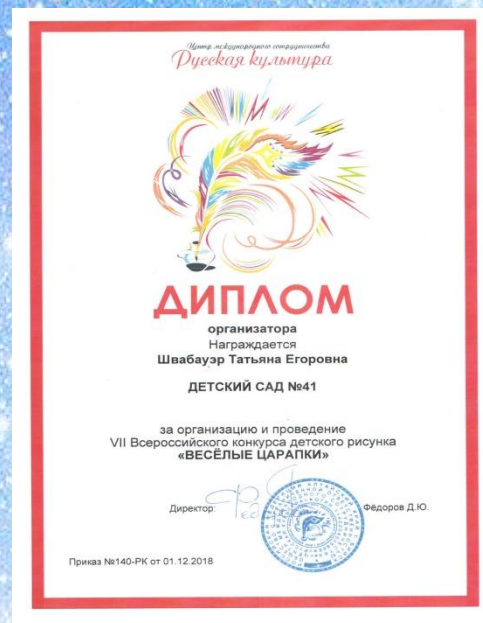 Центр международного сотрудничества
Русская культура
ДИПЛОМ
организатора
Награждается
Швабауэр Татьяна Егоровна
ДЕТСКИЙ САД №41
за организацию и проведение
VII Всероссийского конкурса детского рисунка
«ВЕСЁЛЫЕ ЦАРАПКИ»
Директор: Фёдоров Д.Ю.
Приказ №140-РК от 01.12.2018